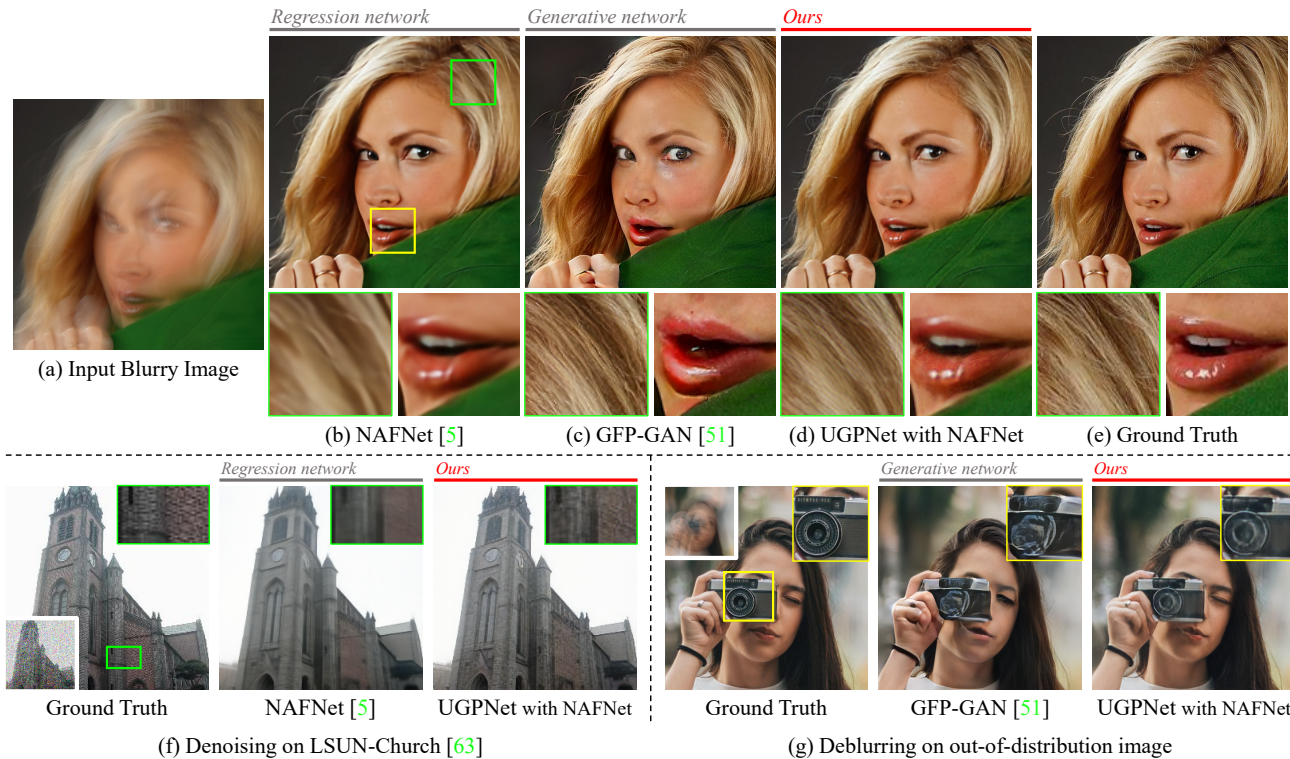 Regression network
Generative network
Ours
(a) Input Blurry Image
(b) NAFNet [5]
(c) GFP-GAN [51]
(d) UGPNet with NAFNet
(e) Ground Truth
Regression network
Ours
Generative network
Ours
Ground Truth
NAFNet [5]
UGPNet with NAFNet
Ground Truth
GFP-GAN [51]
UGPNet with NAFNet
(f) Denoising on LSUN-Church [63]
(g) Deblurring on out-of-distribution image